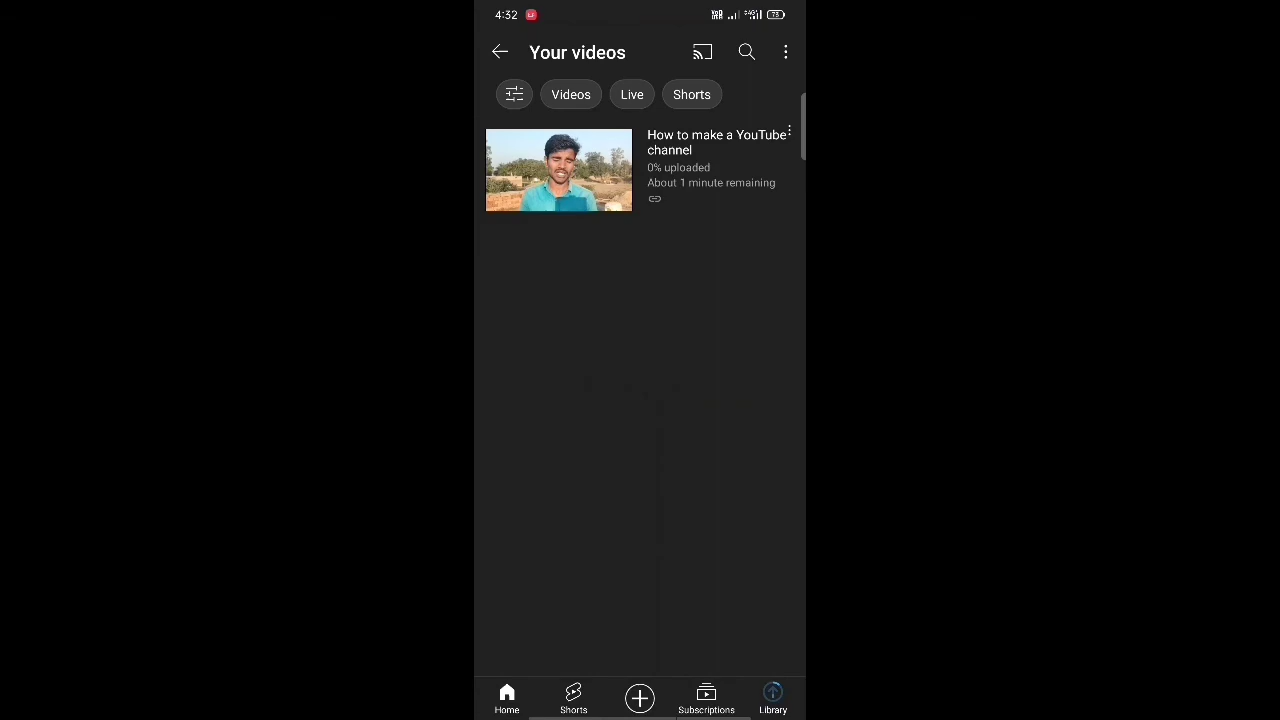 4:32
73
Your videos
Videos Live Shorts
How to make a YouTube
channel
0% uploaded
About 1 minute remaining
Home Shorts Subscriptions Library